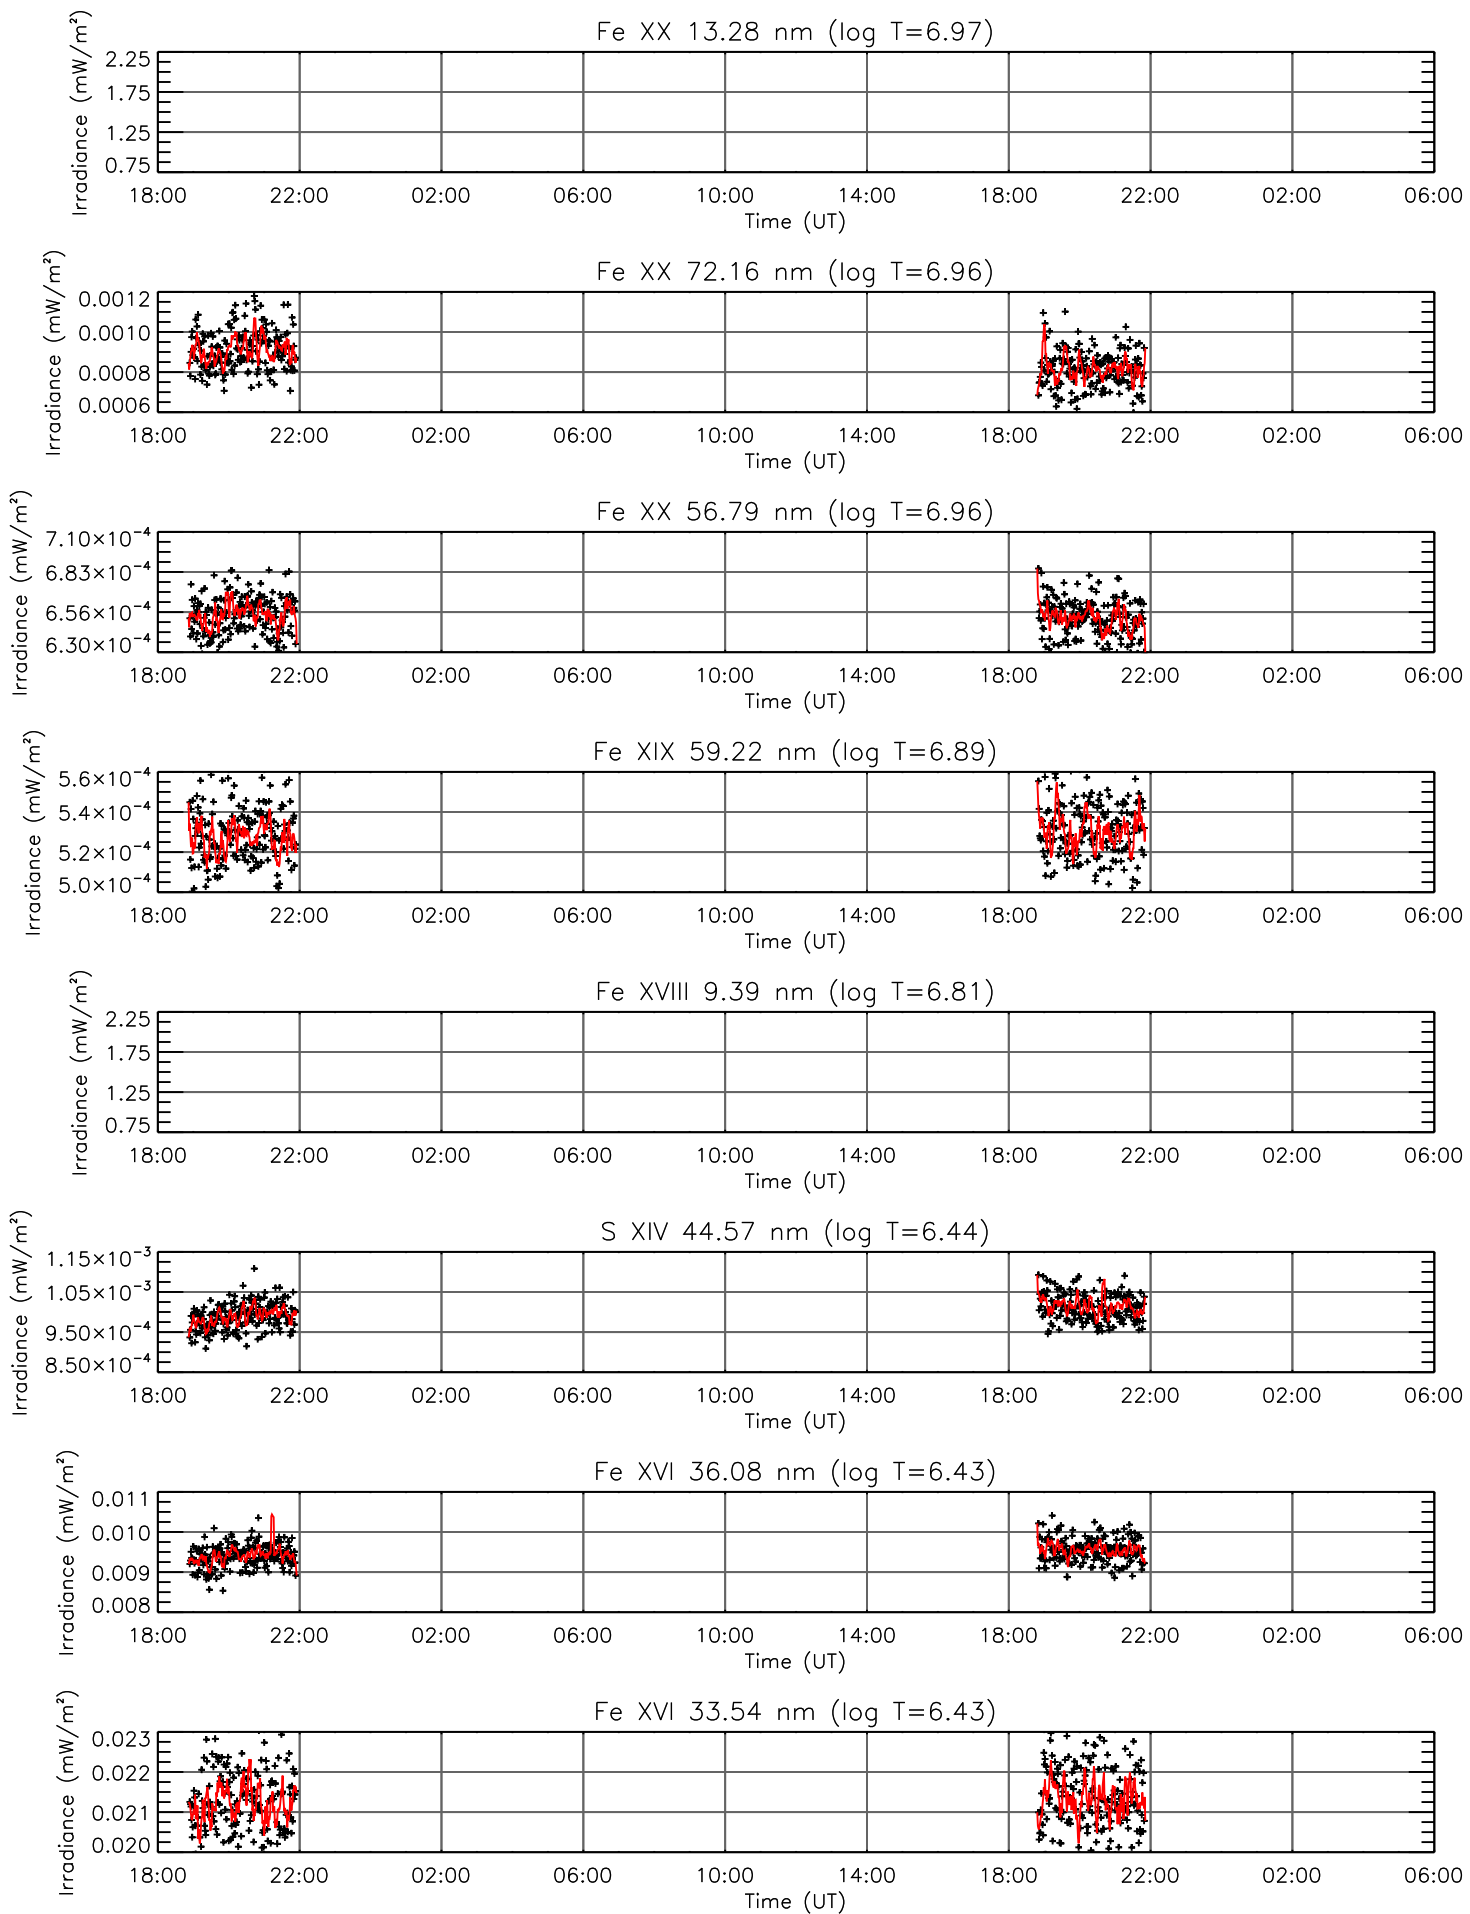 Fe XX 13.28 nm (log T=6.97)
Irradiance (mW/m²)
2.25
1.75
1.25
0.75
18:00 22:00 02:00 06:00 10:00 14:00 18:00 22:00 02:00 06:00
Time (UT)
Fe XX 72.16 nm (log T=6.96)
Irradiance (mW/m²)
0.0012
0.0010
0.0008
0.0006
18:00 22:00 02:00 06:00 10:00 14:00 18:00 22:00 02:00 06:00
Time (UT)
Fe XX 56.79 nm (log T=6.96)
Irradiance (mW/m²)
7.10×10⁻⁴
6.83×10⁻⁴
6.56×10⁻⁴
6.30×10⁻⁴
18:00 22:00 02:00 06:00 10:00 14:00 18:00 22:00 02:00 06:00
Time (UT)
Fe XIX 59.22 nm (log T=6.89)
Irradiance (mW/m²)
5.6×10⁻⁴
5.4×10⁻⁴
5.2×10⁻⁴
5.0×10⁻⁴
18:00 22:00 02:00 06:00 10:00 14:00 18:00 22:00 02:00 06:00
Time (UT)
Fe XVIII 9.39 nm (log T=6.81)
Irradiance (mW/m²)
2.25
1.75
1.25
0.75
18:00 22:00 02:00 06:00 10:00 14:00 18:00 22:00 02:00 06:00
Time (UT)
S XIV 44.57 nm (log T=6.44)
Irradiance (mW/m²)
1.15×10⁻³
1.05×10⁻³
9.50×10⁻⁴
8.50×10⁻⁴
18:00 22:00 02:00 06:00 10:00 14:00 18:00 22:00 02:00 06:00
Time (UT)
Fe XVI 36.08 nm (log T=6.43)
Irradiance (mW/m²)
0.011
0.010
0.009
0.008
18:00 22:00 02:00 06:00 10:00 14:00 18:00 22:00 02:00 06:00
Time (UT)
Fe XVI 33.54 nm (log T=6.43)
Irradiance (mW/m²)
0.023
0.022
0.021
0.020
18:00 22:00 02:00 06:00 10:00 14:00 18:00 22:00 02:00 06:00
Time (UT)